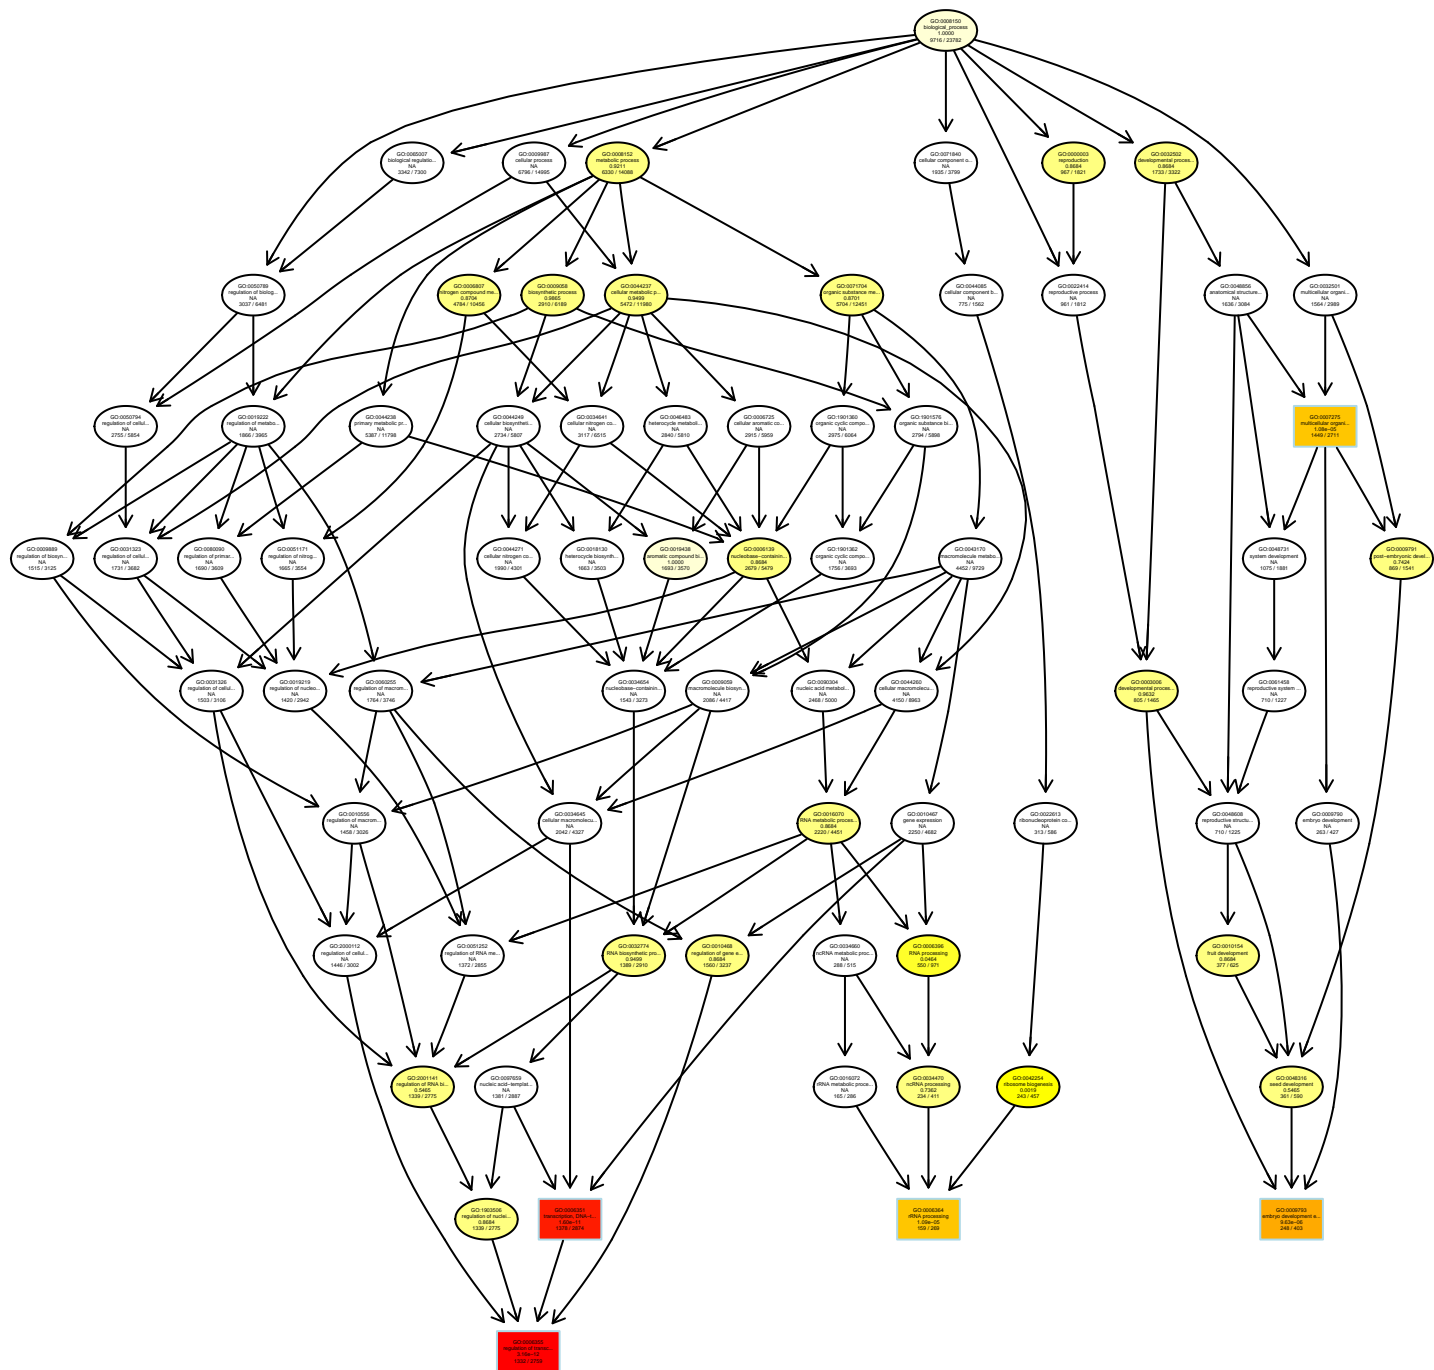 GO:0008150
biological_process
1.0000
9716 / 23782
GO:0065007
biological regulatio...
NA
3342 / 7300
GO:0009987
cellular process
NA
6796 / 14995
GO:0008152
metabolic process
0.9211
6330 / 14088
GO:0071840
cellular component o...
NA
1935 / 3799
GO:0000003
reproduction
0.8684
967 / 1821
GO:0032502
developmental proces...
0.8684
1733 / 3322
GO:0050789
regulation of biolog...
NA
3037 / 6481
GO:0006807
nitrogen compound me...
0.8704
4784 / 10456
GO:0009058
biosynthetic process
0.9865
2910 / 6189
GO:0044237
cellular metabolic p...
0.9499
5472 / 11980
GO:0071704
organic substance me...
0.8701
5704 / 12451
GO:0044085
cellular component b...
NA
775 / 1562
GO:0022414
reproductive process
NA
961 / 1812
GO:0048856
anatomical structure...
NA
1636 / 3084
GO:0032501
multicellular organi...
NA
1564 / 2989
GO:0050794
regulation of cellul...
NA
2755 / 5854
GO:0019222
regulation of metabo...
NA
1866 / 3965
GO:0044238
primary metabolic pr...
NA
5387 / 11798
GO:0044249
cellular biosyntheti...
NA
2734 / 5807
GO:0034641
cellular nitrogen co...
NA
3117 / 6515
GO:0046483
heterocycle metaboli...
NA
2840 / 5810
GO:0006725
cellular aromatic co...
NA
2915 / 5959
GO:1901360
organic cyclic compo...
NA
2975 / 6064
GO:1901576
organic substance bi...
NA
2794 / 5898
GO:0007275
multicellular organi...
1.08e−05
1449 / 2711
GO:0009889
regulation of biosyn...
NA
1515 / 3125
GO:0031323
regulation of cellul...
NA
1731 / 3682
GO:0080090
regulation of primar...
NA
1690 / 3609
GO:0051171
regulation of nitrog...
NA
1665 / 3554
GO:0044271
cellular nitrogen co...
NA
1990 / 4301
GO:0018130
heterocycle biosynth...
NA
1663 / 3503
GO:0019438
aromatic compound bi...
1.0000
1693 / 3570
GO:0006139
nucleobase−containin...
0.8684
2679 / 5479
GO:1901362
organic cyclic compo...
NA
1756 / 3693
GO:0043170
macromolecule metabo...
NA
4452 / 9729
GO:0048731
system development
NA
1075 / 1881
GO:0009791
post−embryonic devel...
0.7424
869 / 1541
GO:0031326
regulation of cellul...
NA
1503 / 3106
GO:0019219
regulation of nucleo...
NA
1420 / 2942
GO:0060255
regulation of macrom...
NA
1764 / 3746
GO:0034654
nucleobase−containin...
NA
1542 / 3273
GO:0009059
macromolecule biosyn...
NA
2086 / 4417
GO:0090304
nucleic acid metabol...
NA
2468 / 5000
GO:0044260
cellular macromolecu...
NA
4150 / 8963
GO:0003006
developmental proces...
0.9632
805 / 1465
GO:0061458
reproductive system ...
NA
710 / 1227
GO:0010556
regulation of macrom...
NA
1458 / 3026
GO:0034645
cellular macromolecu...
NA
2042 / 4327
GO:0016070
RNA metabolic proces...
0.8684
2220 / 4451
GO:0010467
gene expression
NA
2250 / 4682
GO:0022613
ribonucleoprotein co...
NA
313 / 586
GO:0048608
reproductive structu...
NA
710 / 1225
GO:0009790
embryo development
NA
263 / 427
GO:2000112
regulation of cellul...
NA
1446 / 3002
GO:0051252
regulation of RNA me...
NA
1372 / 2855
GO:0032774
RNA biosynthetic pro...
0.9499
1389 / 2910
GO:0010468
regulation of gene e...
0.8684
1560 / 3237
GO:0034660
ncRNA metabolic proc...
NA
288 / 515
GO:0006396
RNA processing
0.0464
550 / 971
GO:0010154
fruit development
0.8684
377 / 625
GO:2001141
regulation of RNA bi...
0.5465
1339 / 2775
GO:0097659
nucleic acid−templat...
NA
1381 / 2887
GO:0016072
rRNA metabolic proce...
NA
165 / 286
GO:0034470
ncRNA processing
0.7362
234 / 411
GO:0042254
ribosome biogenesis
0.0019
243 / 457
GO:0048316
seed development
0.5465
361 / 590
GO:1903506
regulation of nuclei...
0.8684
1339 / 2775
GO:0006351
transcription, DNA−t...
1.60e−11
1378 / 2874
GO:0006364
rRNA processing
1.09e−05
159 / 269
GO:0009793
embryo development e...
9.63e−06
248 / 403
regulation of transc...